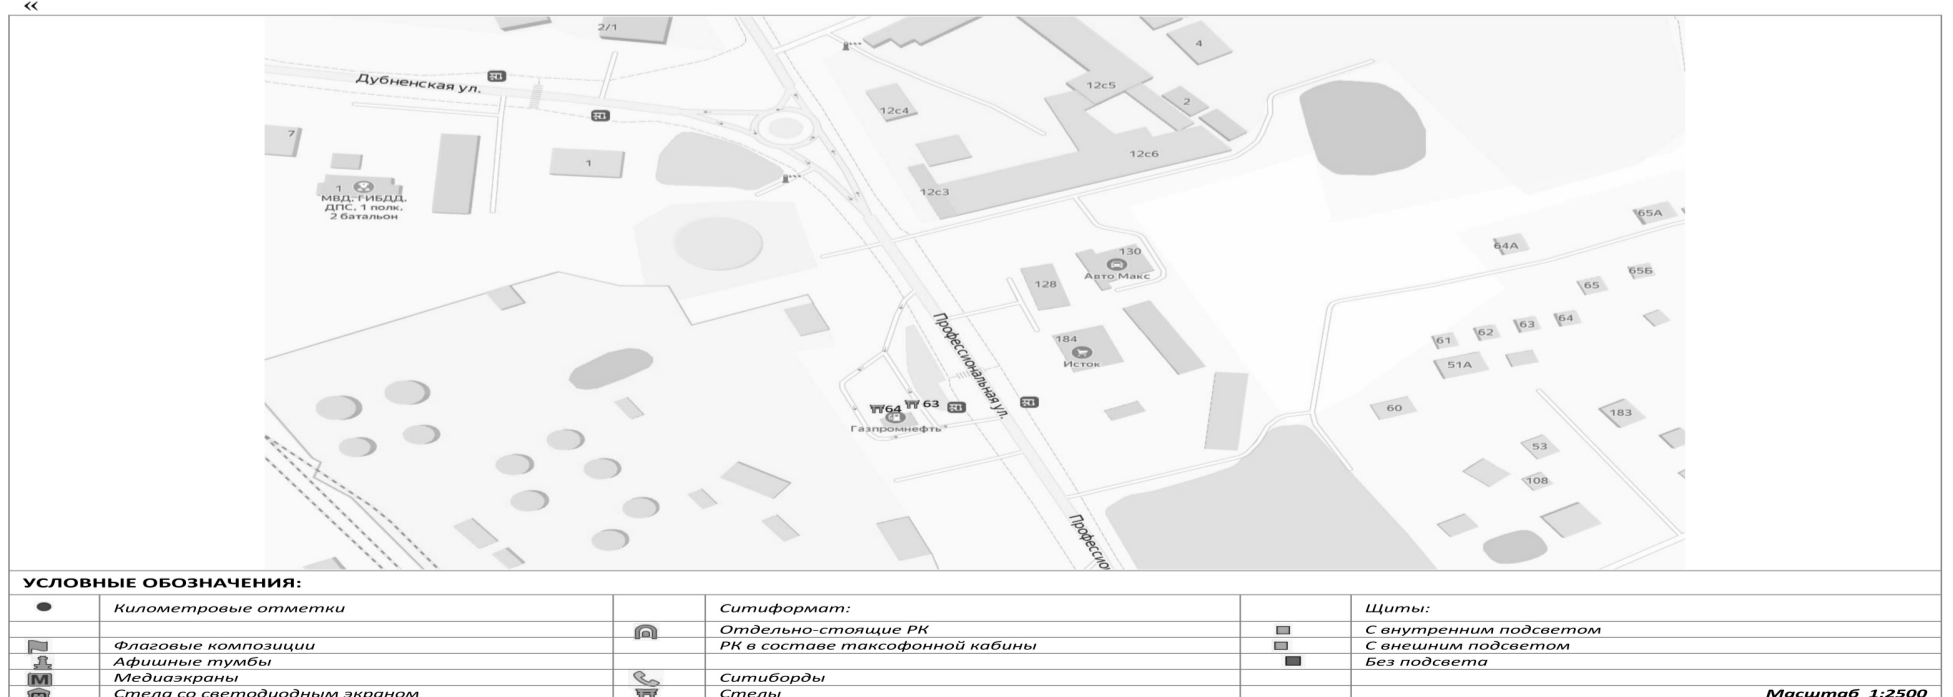 «
2/1
4
Дубненская ул.
12с5
2
12с4
7
1
12с6
1
12с3
МВД, ГИБДД,
ДПС, 1 полк,
2 батальон
65А
64А
130
Авто Макс
65Б
128
65
Профессиональная ул.
64
63
62
61
184
Исток
51А
64 63
60
183
Газпромнефть
53
108
Профессио
УСЛОВНЫЕ ОБОЗНАЧЕНИЯ:
Километровые отметки Ситиформат: Щиты:
Отдельно-стоящие РК С внутренним подсветом
Флаговые композиции РК в составе таксофонной кабины С внешним подсветом
Афишные тумбы Без подсвета
М Медиаэкраны Ситиборды
Стела со светодиодным экраном Стелы Масштаб 1:2500